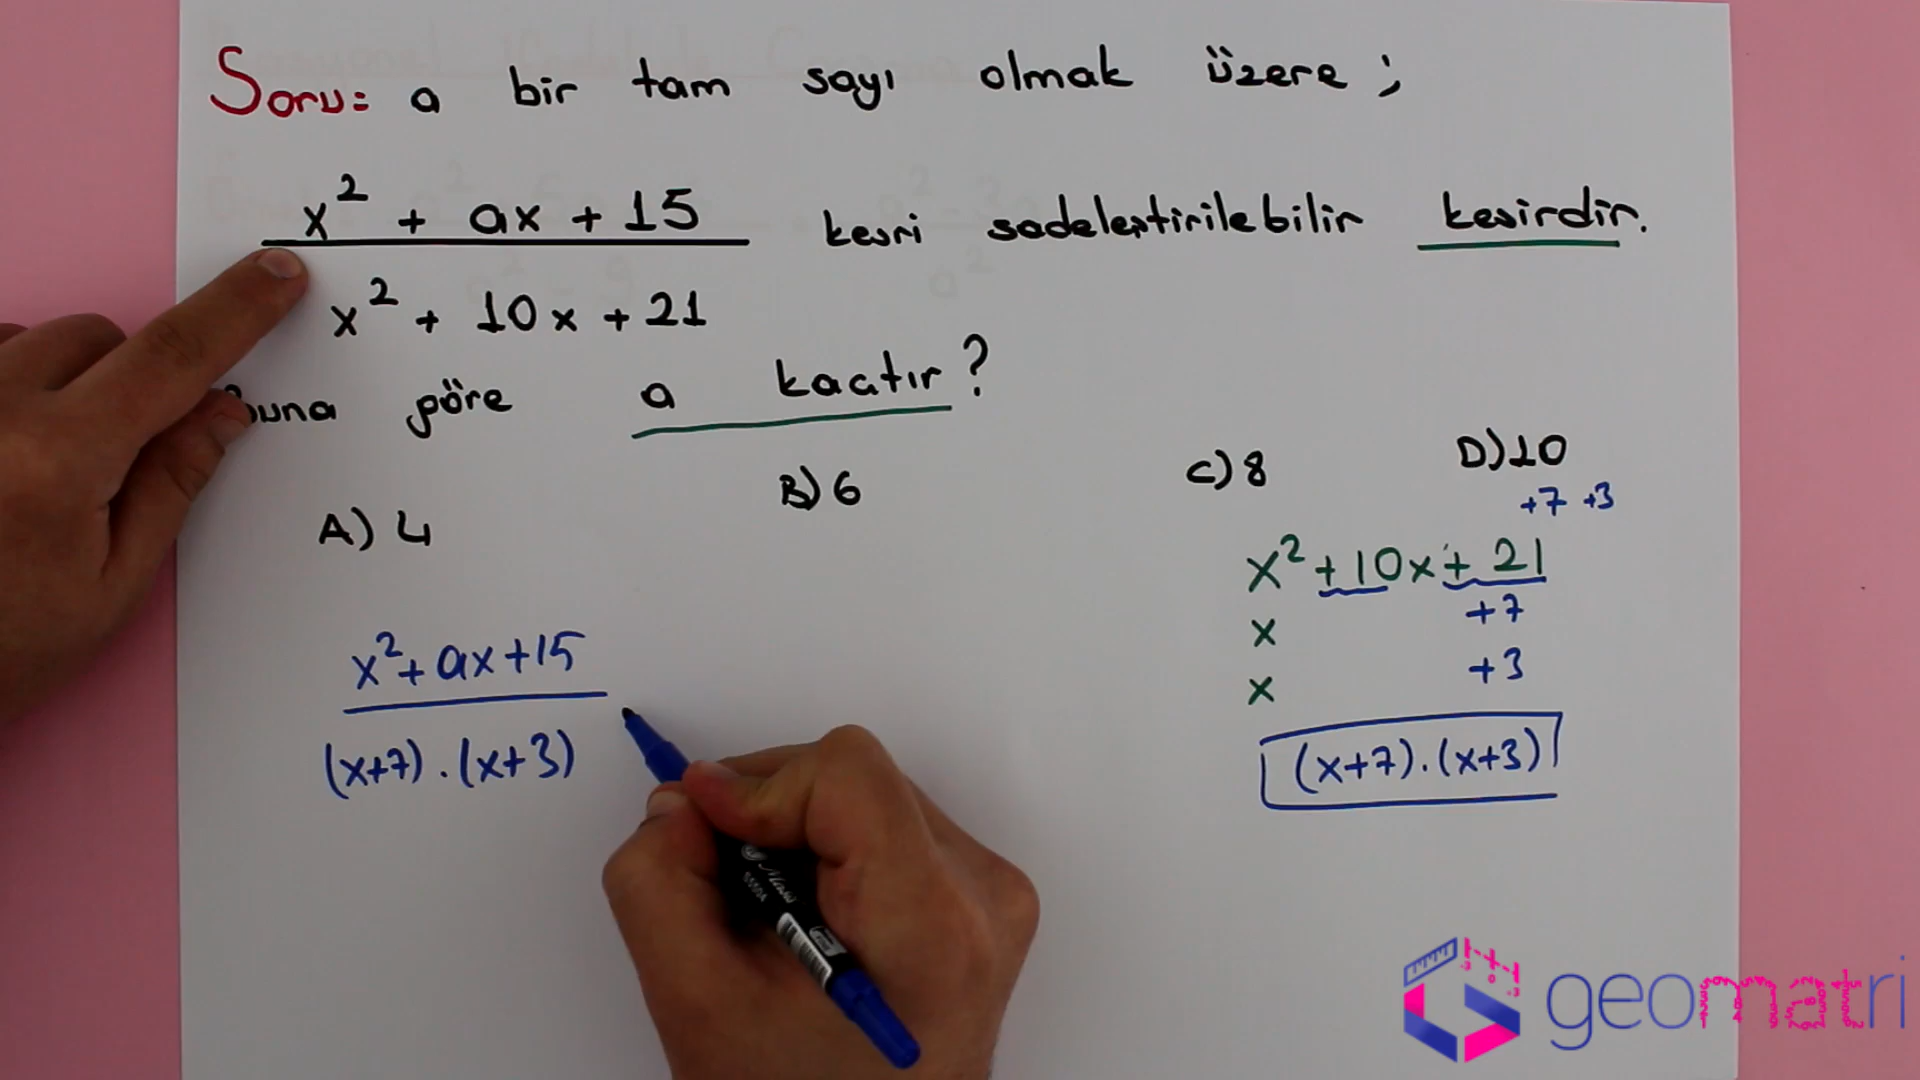 Soru: a bir tam sayı olmak üzere ;
x² + ax + 15 kesri sadeleştirilebilir kesirdir.
x² + 10x + 21
Buna göre a kaçtır ?
A) 4 B) 6 C) 8 D) 10
+7 +3
x² + 10x + 21
x +7
x +3
(x+7).(x+3)
x² + ax + 15
(x+7).(x+3)
geomatri